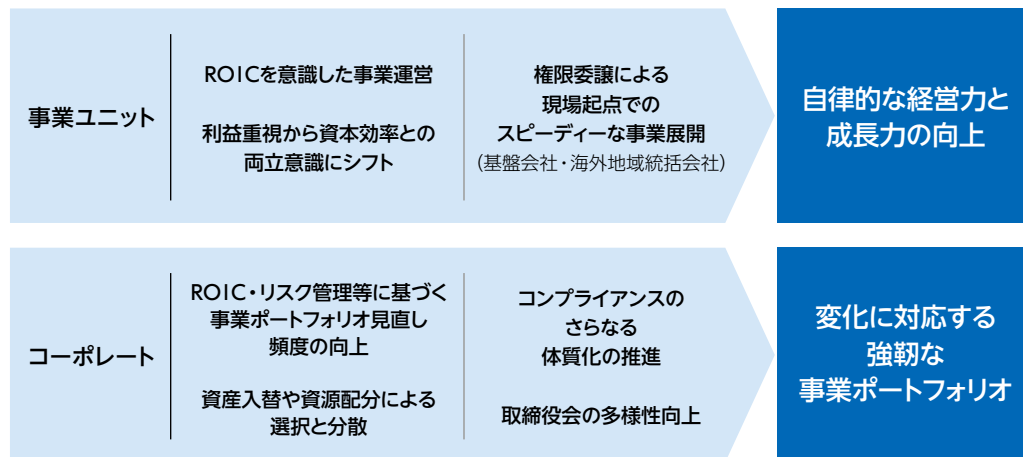 事業ユニット
ROICを意識した事業運営
利益重視から資本効率との
両立意識にシフト
権限委譲による
現場起点での
スピーディーな事業展開
（基盤会社・海外地域統括会社）
自律的な経営力と
成長力の向上
コーポレート
ROIC・リスク管理等に基づく
事業ポートフォリオ見直し
頻度の向上
資産入替や資源配分による
選択と分散
コンプライアンスの
さらなる
体質化の推進
取締役会の多様性向上
変化に対応する
強靭な
事業ポートフォリオ